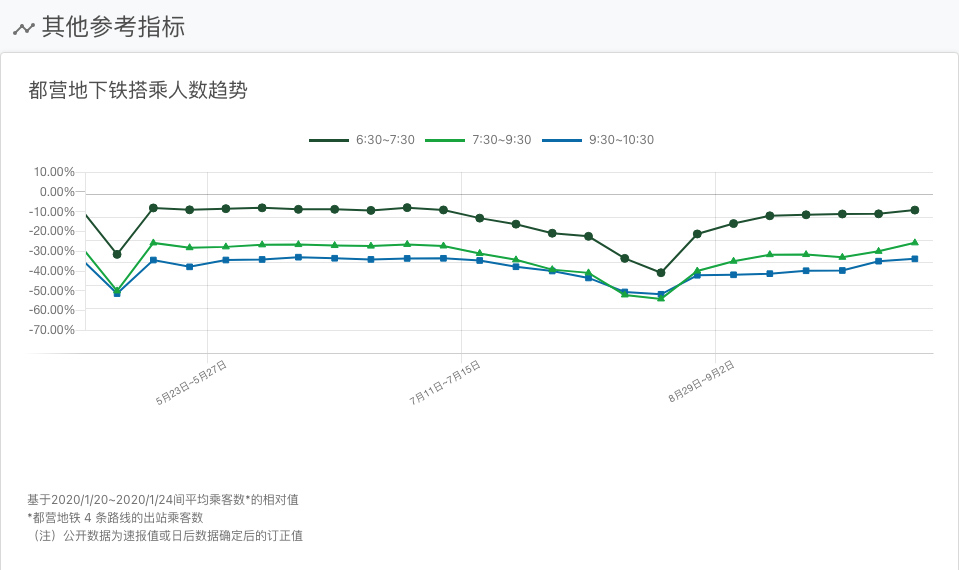 其他参考指标
都营地下铁搭乘人数趋势
6:30~7:30 7:30~9:30 9:30~10:30
10.00%
0.00%
-10.00%
-20.00%
-30.00%
-40.00%
-50.00%
-60.00%
-70.00%
5月23日~5月27日 7月11日~7月15日 8月29日~9月2日
基于2020/1/20~2020/1/24间平均乘客数*的相对值
*都营地铁 4 条路线的出站乘客数
（注）公开数据为速报值或日后数据确定后的订正值